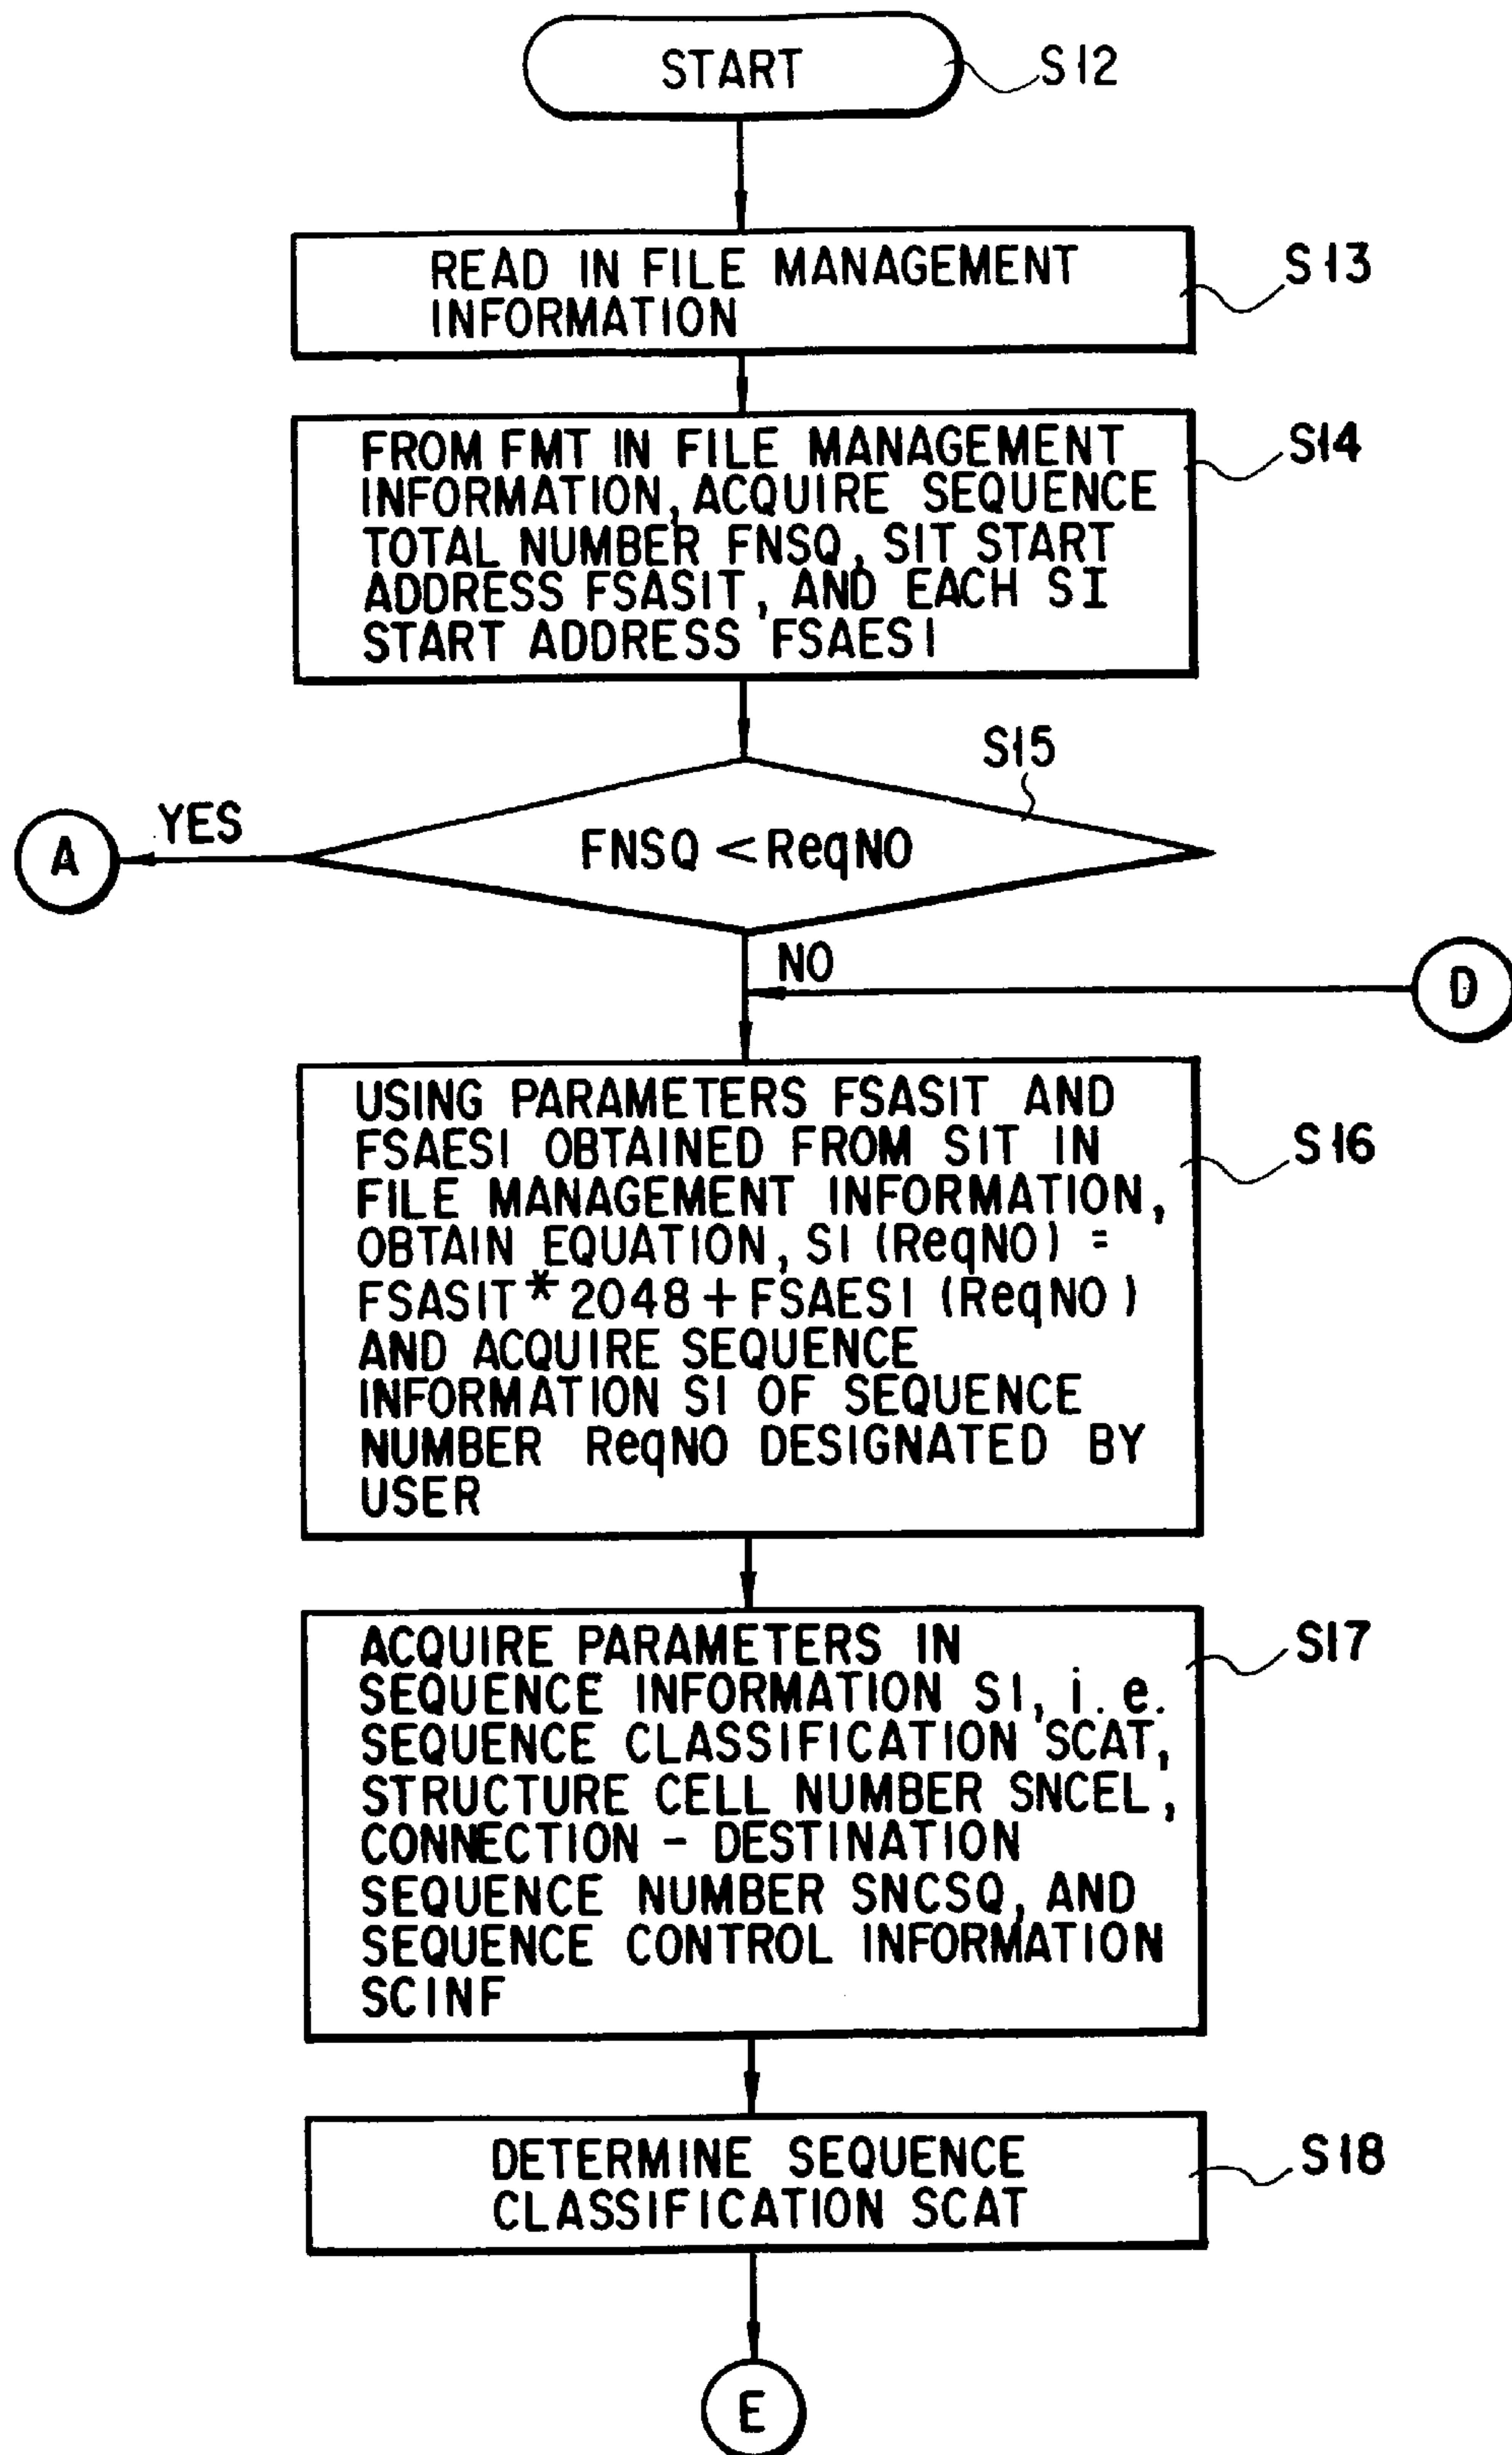 START
S12
READ IN FILE MANAGEMENT
INFORMATION
S13
FROM FMT IN FILE MANAGEMENT
INFORMATION, ACQUIRE SEQUENCE
TOTAL NUMBER FNSQ, SIT START
ADDRESS FSASIT, AND EACH SI
START ADDRESS FSAESI
S14
S15
YES
A
FNSQ < ReqNO
NO
D
USING PARAMETERS FSASIT AND
FSAESI OBTAINED FROM SIT IN
FILE MANAGEMENT INFORMATION,
OBTAIN EQUATION, SI (ReqNO) =
FSASIT * 2048 + FSAESI (ReqNO)
AND ACQUIRE SEQUENCE
INFORMATION SI OF SEQUENCE
NUMBER ReqNO DESIGNATED BY
USER
S16
ACQUIRE PARAMETERS IN
SEQUENCE INFORMATION SI, i.e.
SEQUENCE CLASSIFICATION SCAT,
STRUCTURE CELL NUMBER SNCEL,
CONNECTION - DESTINATION
SEQUENCE NUMBER SNCSQ, AND
SEQUENCE CONTROL INFORMATION
SCINF
S17
DETERMINE SEQUENCE
CLASSIFICATION SCAT
S18
E